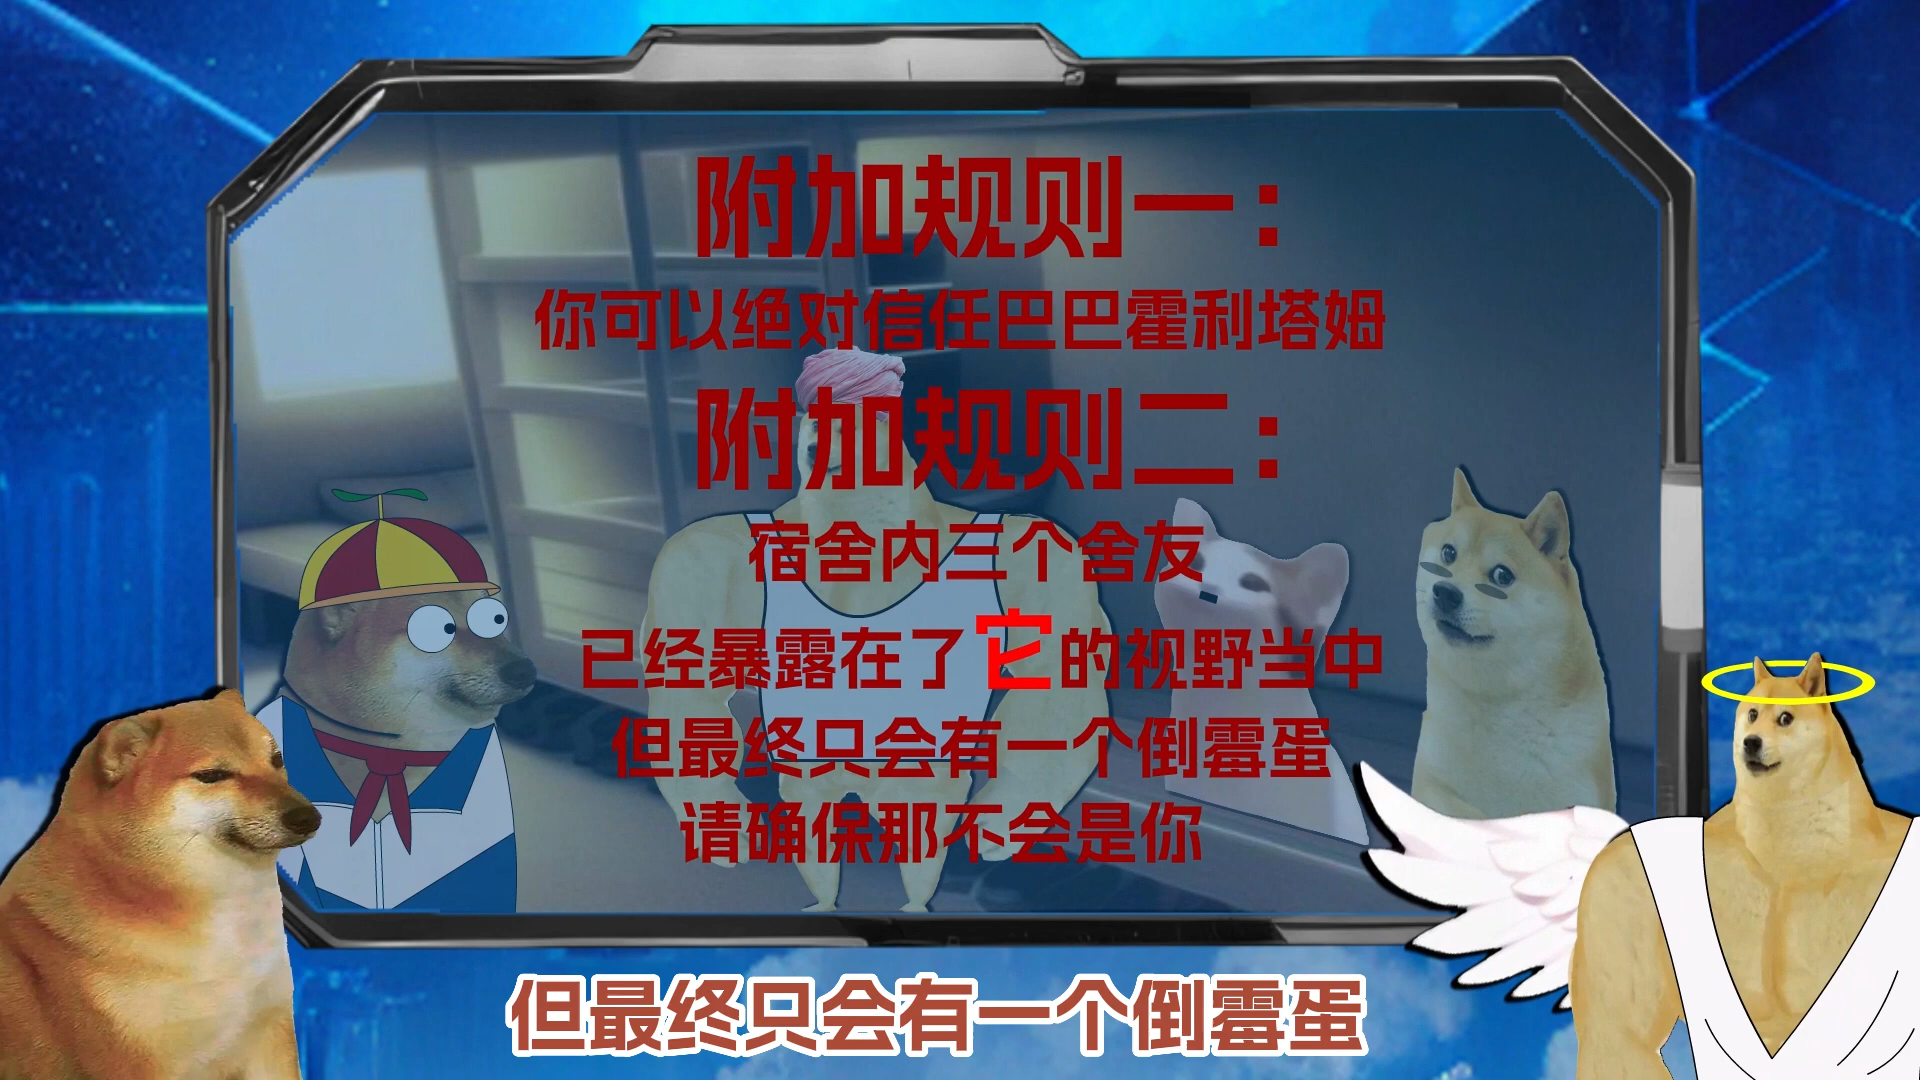 附加规则一：
你可以绝对信任巴巴霍利塔姆
附加规则二：
宿舍内三个舍友
已经暴露在了它的视野当中
但最终只会有一个倒霉蛋
请确保那不会是你
但最终只会有一个倒霉蛋